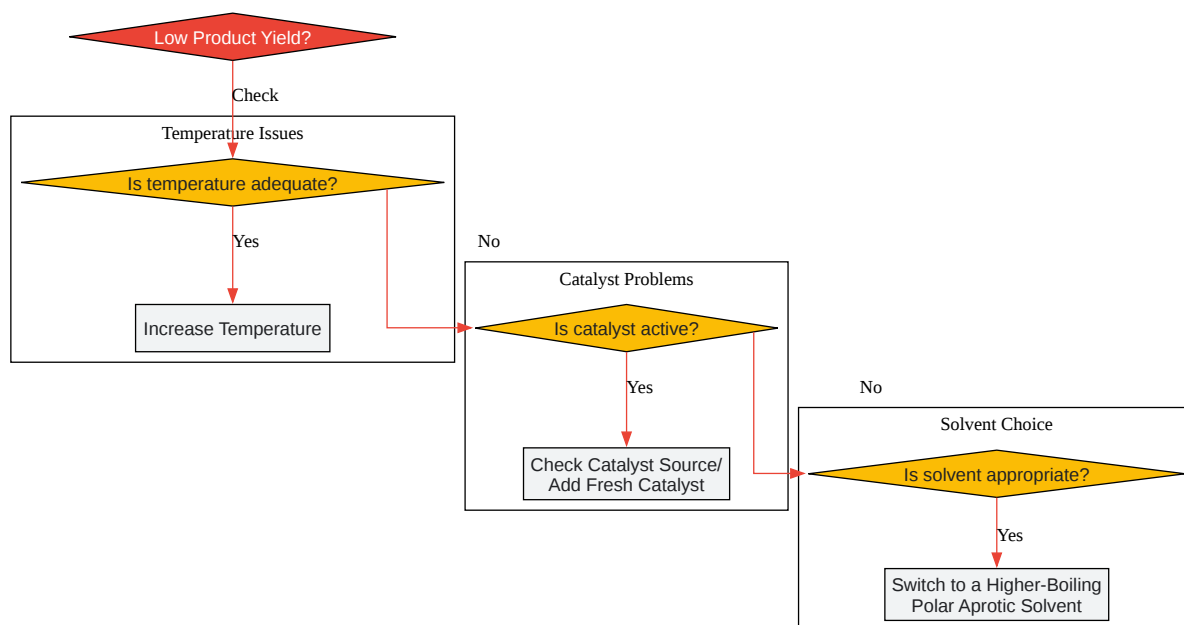 Low Product Yield?
Check
Temperature Issues
Is temperature adequate?
Yes
No
Increase Temperature
Catalyst Problems
Is catalyst active?
Yes
No
Check Catalyst Source/
Add Fresh Catalyst
Solvent Choice
Is solvent appropriate?
Yes
Switch to a Higher-Boiling
Polar Aprotic Solvent